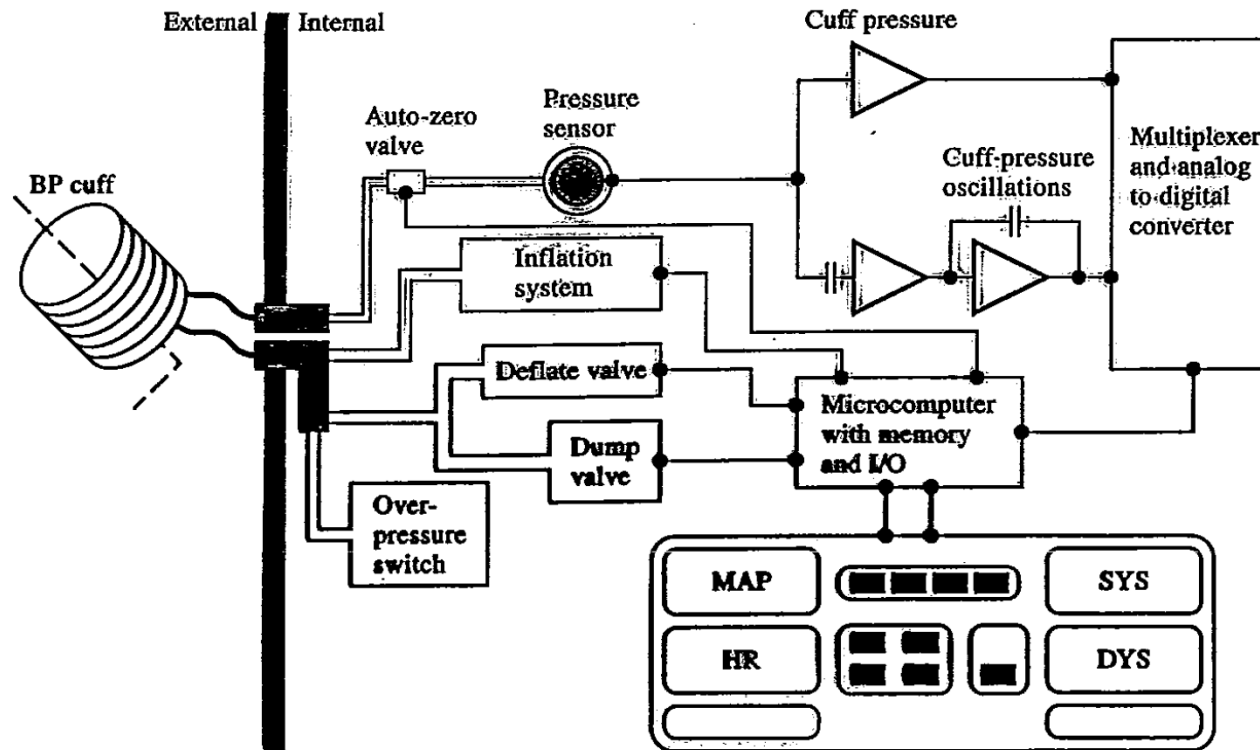 External Internal
Cuff pressure
Auto-zero
valve
Pressure
sensor
BP cuff
Cuff-pressure
oscillations
Multiplexer
and analog
to digital
converter
Inflation
system
Deflate valve
Dump
valve
Microcomputer
with memory
and I/O
Over-
pressure
switch
MAP
SYS
HR
DYS